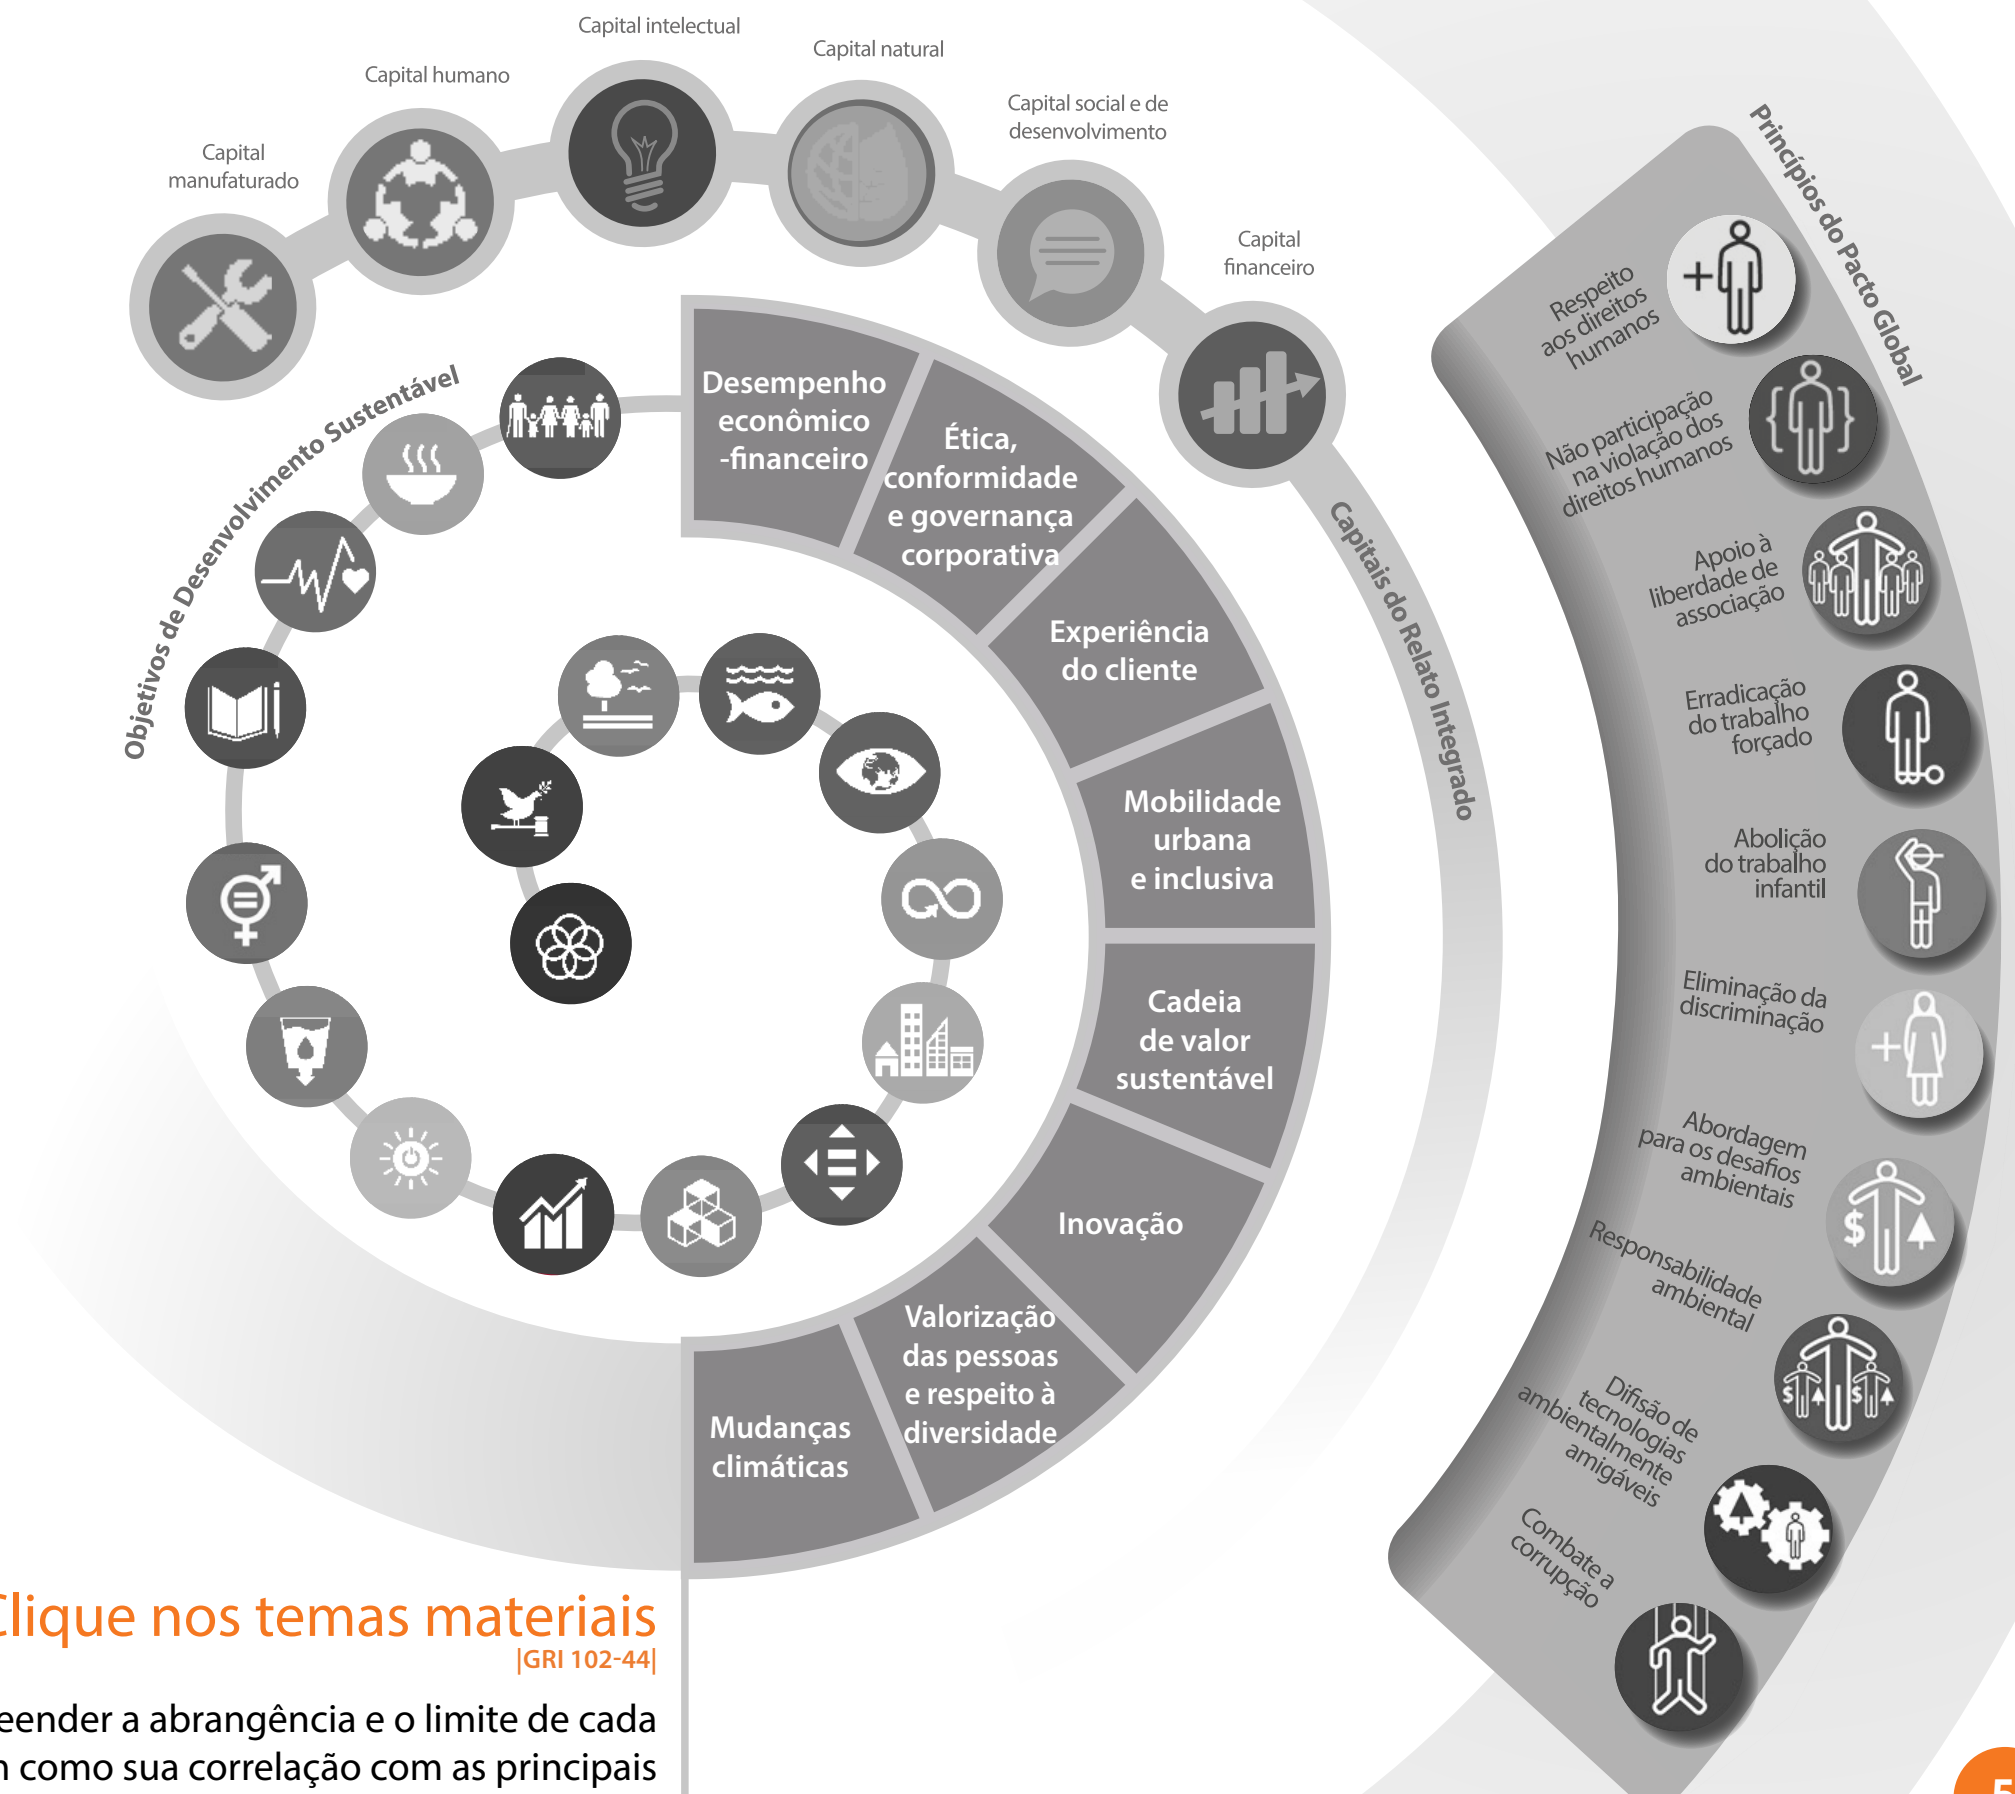 Capital intelectual
Capital natural
Capital humano
Capital social e de
desenvolvimento
Capital
manufaturado
Capital
financeiro
Objetivos de Desenvolvimento Sustentável
Capitais do Relato Integrado
Princípios do Pacto Global
Desempenho
econômico
-financeiro
Ética,
conformidade
e governança
corporativa
Experiência
do cliente
Mobilidade
urbana
e inclusiva
Cadeia
de valor
sustentável
Inovação
Valorização
das pessoas
e respeito à
diversidade
Mudanças
climáticas
Respeito
aos direitos
humanos
Não participação
na violação dos
direitos humanos
Apoio à
liberdade de
associação
Erradicação
do trabalho
forçado
Abolição
do trabalho
infantil
Eliminação da
discriminação
Abordagem
para os desafios
ambientais
Responsabilidade
ambiental
Difisão de
tecnologias
ambientalmente
amigáveis
Combate a
corrupção
Clique nos temas materiais
|GRI 102-44|
eender a abrangência e o limite de cada
como sua correlação com as principais